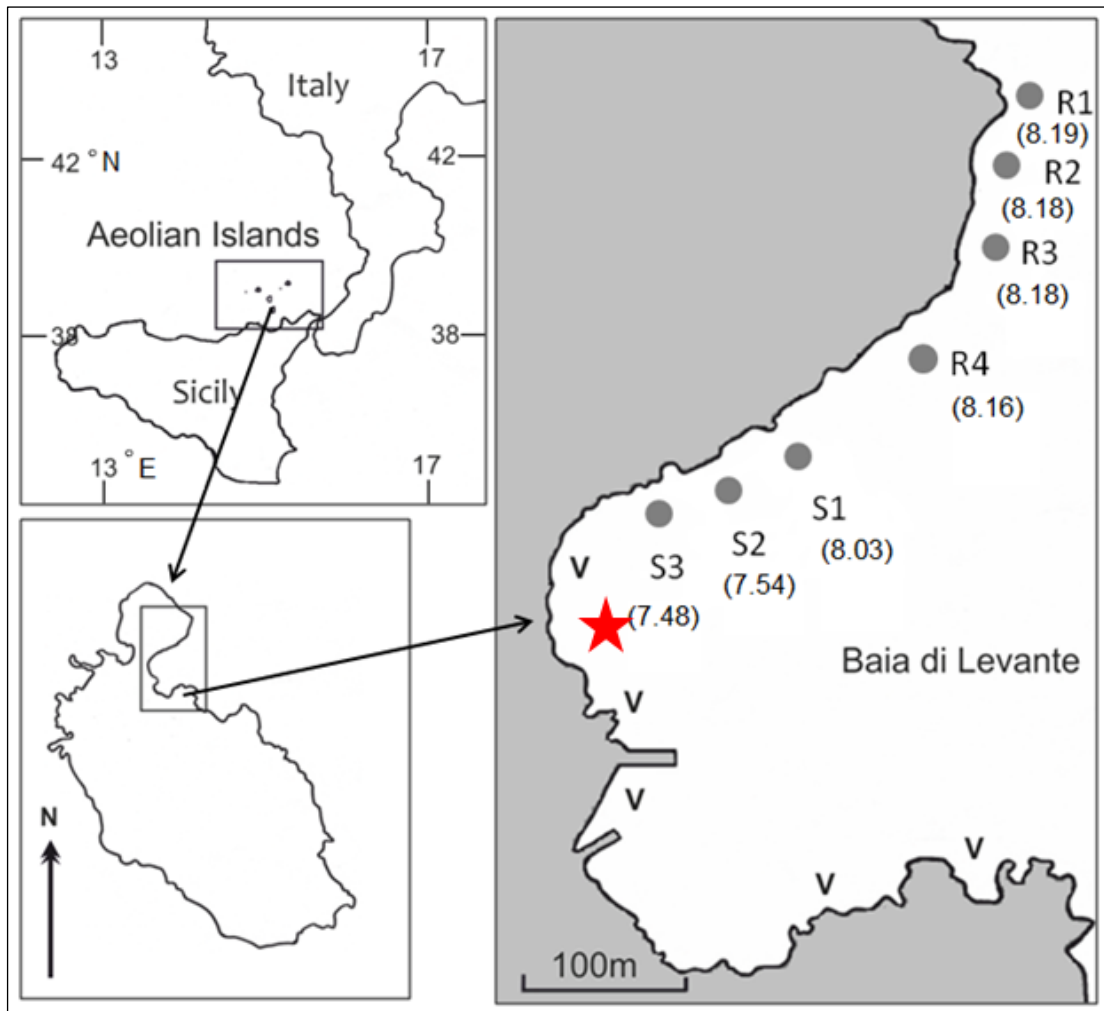 13
17
Italy
42 °N
42
Aeolian Islands
38
38
Sicily
13 °E
17
N
R1
(8.19)
R2
(8.18)
R3
(8.18)
R4
(8.16)
S1
(8.03)
S2
(7.54)
S3
(7.48)
V
V
V
V
V
Baia di Levante
100m